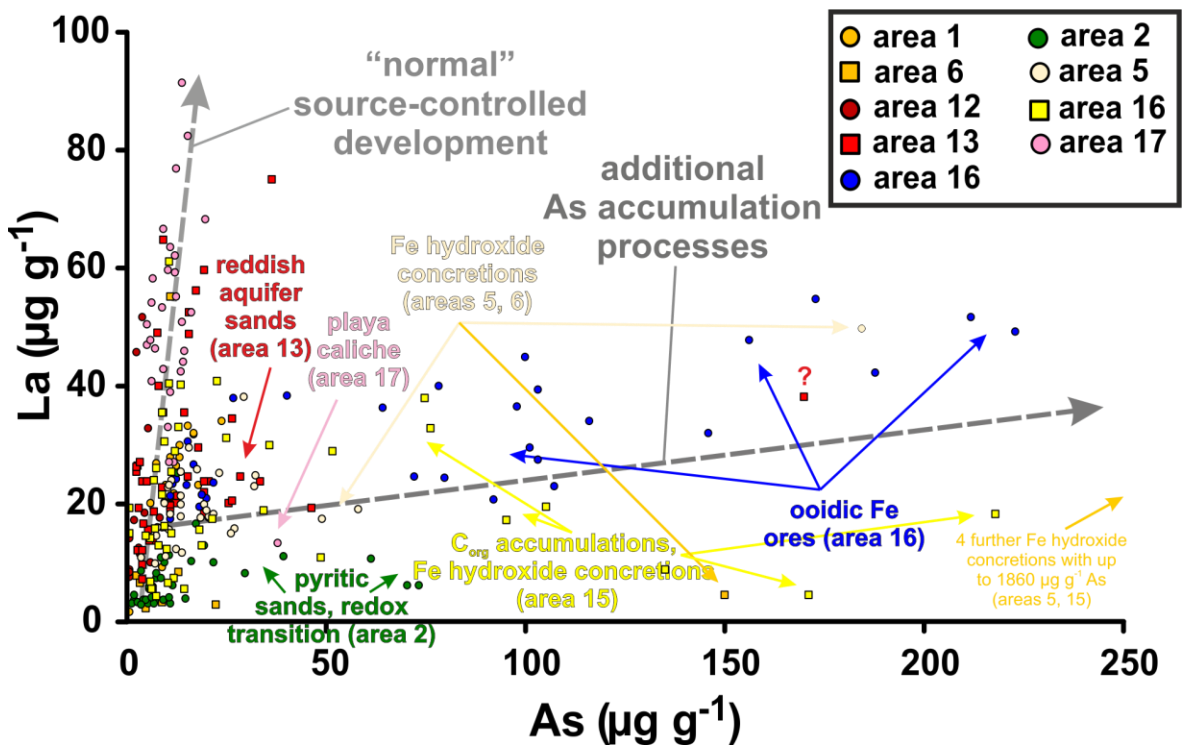 100
80
60
40
20
0
La (µg g-1)
0
50
100
150
200
250
As (µg g-1)
“normal”
source-controlled
development
additional
As accumulation
processes
reddish
aquifer
sands
(area 13)
playa
caliche
(area 17)
Fe hydroxide
concretions
(areas 5, 6)
?
ooidic Fe
ores (area 16)
Corg accumulations,
Fe hydroxide concretions
(area 15)
pyritic
sands, redox
transition (area 2)
4 further Fe hydroxide
concretions with up
to 1860 µg g-1 As
(areas 5, 15)
area 1
area 6
area 12
area 13
area 16
area 2
area 5
area 16
area 17